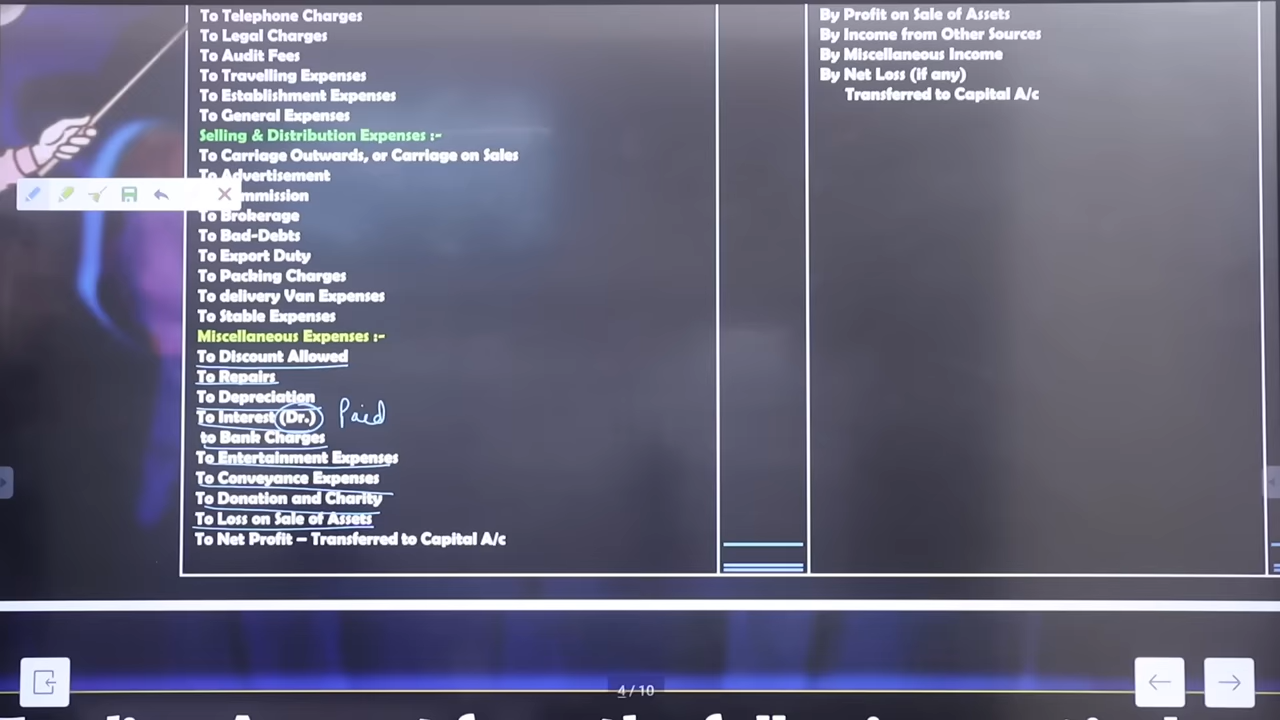 To Telephone Charges
To Legal Charges
To Audit Fees
To Travelling Expenses
To Establishment Expenses
To General Expenses
Selling & Distribution Expenses :-
To Carriage Outwards, or Carriage on Sales
To Advertisement
mmission
To Brokerage
To Bad-Debts
To Export Duty
To Packing Charges
To delivery Van Expenses
To Stable Expenses
Miscellaneous Expenses :-
To Discount Allowed
To Repairs
To Depreciation
To Interest (Dr.) Paid
to Bank Charges
To Entertainment Expenses
To Conveyance Expenses
To Donation and Charity
To Loss on Sale of Assets
To Net Profit – Transferred to Capital A/c
By Profit on Sale of Assets
By Income from Other Sources
By Miscellaneous Income
By Net Loss (if any)
Transferred to Capital A/c
4 / 10